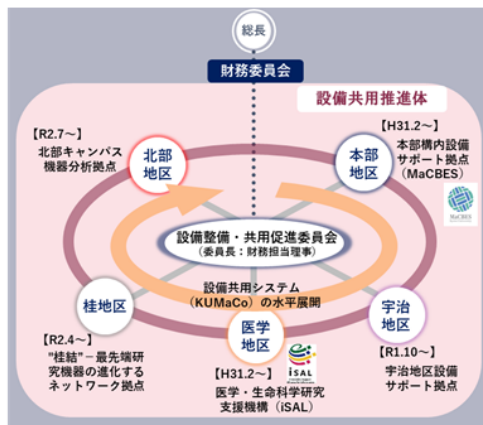 総長
財務委員会
設備共用推進体
【R2.7～】
北部キャンパス
機器分析拠点
北部
地区
本部
地区
【H31.2～】
本部構内設備
サポート拠点
（MaCBES）
MaCBES
設備整備・共用促進委員会
（委員長：財務担当理事）
設備共用システム
（KUMaCo）の水平展開
桂地区
【R2.4～】
"桂結"－最先端研
究機器の進化する
ネットワーク拠点
医学
地区
iSAL
【H31.2～】
医学・生命科学研究
支援機構（iSAL）
宇治
地区
【R1.10～】
宇治地区設備
サポート拠点